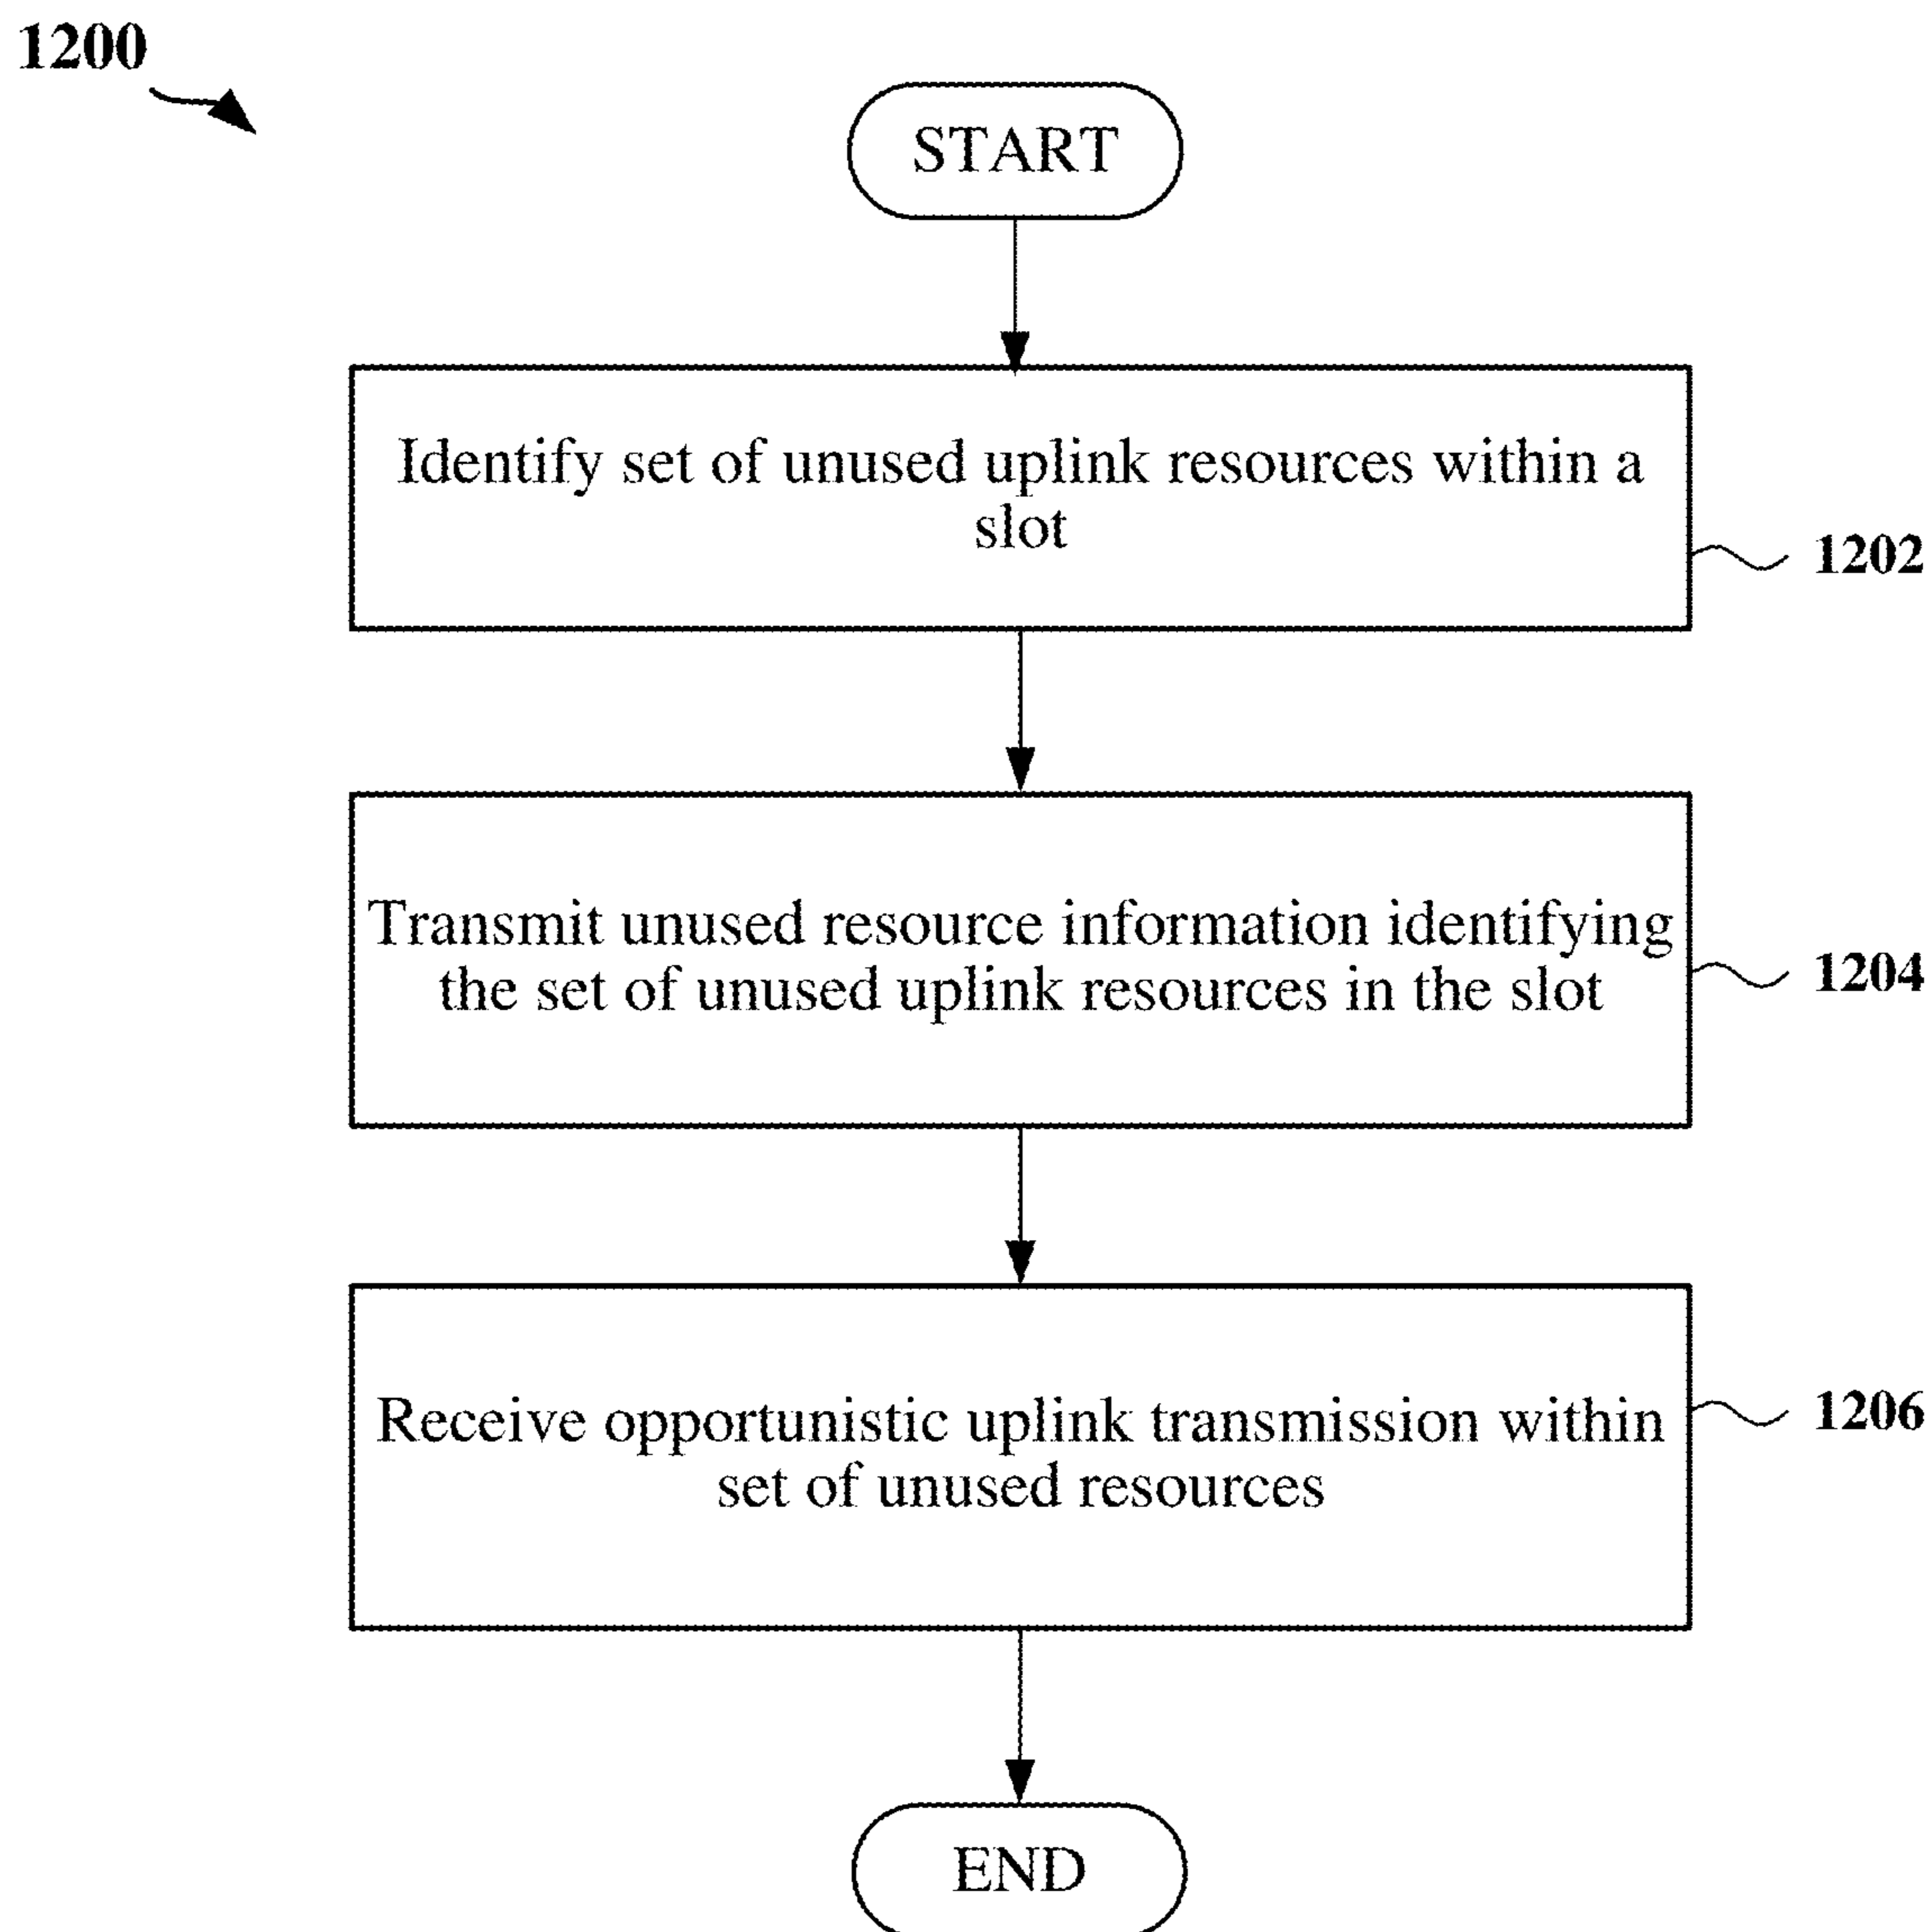 1200
START
Identify set of unused uplink resources within a
slot
1202
Transmit unused resource information identifying
the set of unused uplink resources in the slot
1204
Receive opportunistic uplink transmission within
set of unused resources
1206
END